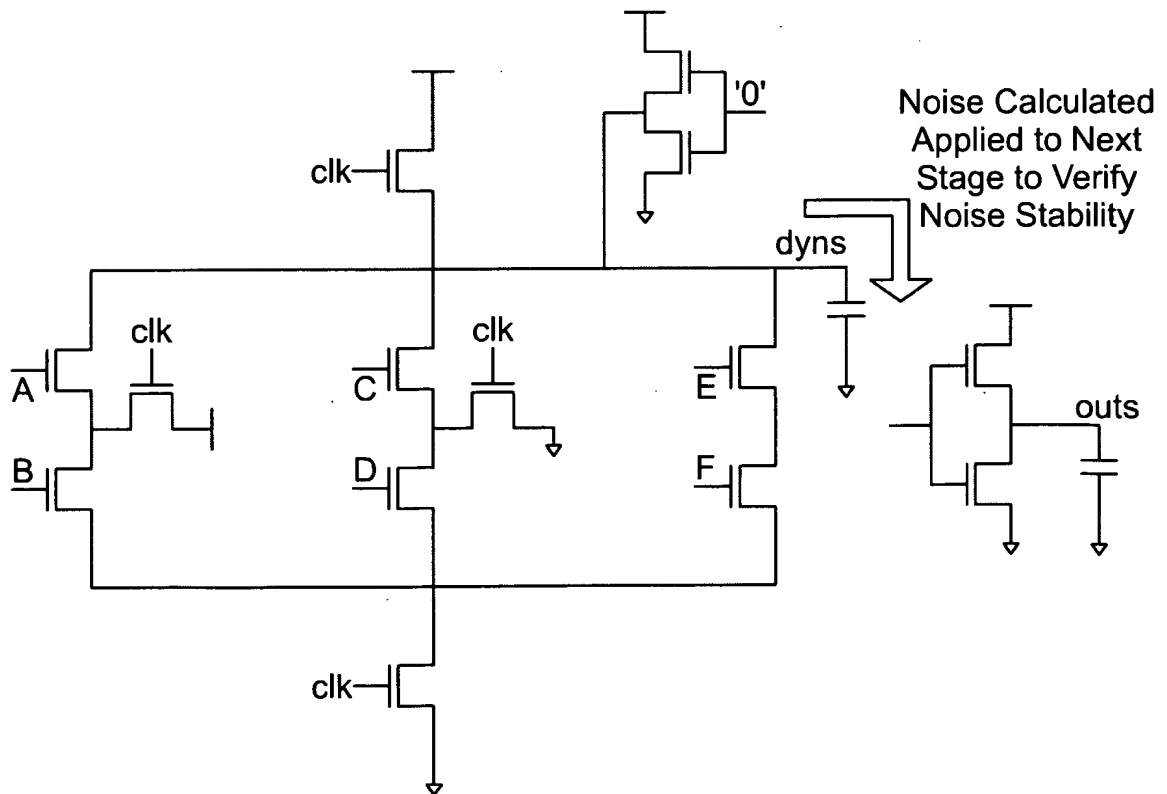 '0'
Noise Calculated
Applied to Next
Stage to Verify
Noise Stability
clk
dyns
clk
clk
A
C
E
outs
B
D
F
clk